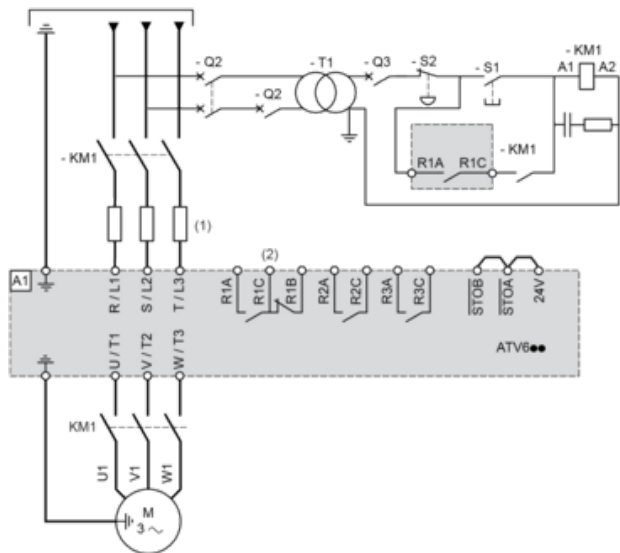 - Q2
- T1
- Q3
- S2
- S1
- KM1
A1
A2
- Q2
R1A
R1C
- KM1
- KM1
(1)
(2)
A1
R / L1
S / L2
T / L3
R1A
R1C
R1B
R2A
R2C
R3A
R3C
STOB
STOA
24V
U / T1
V / T2
W / T3
ATV6●●
KM1
U1
V1
W1
M
3 ~